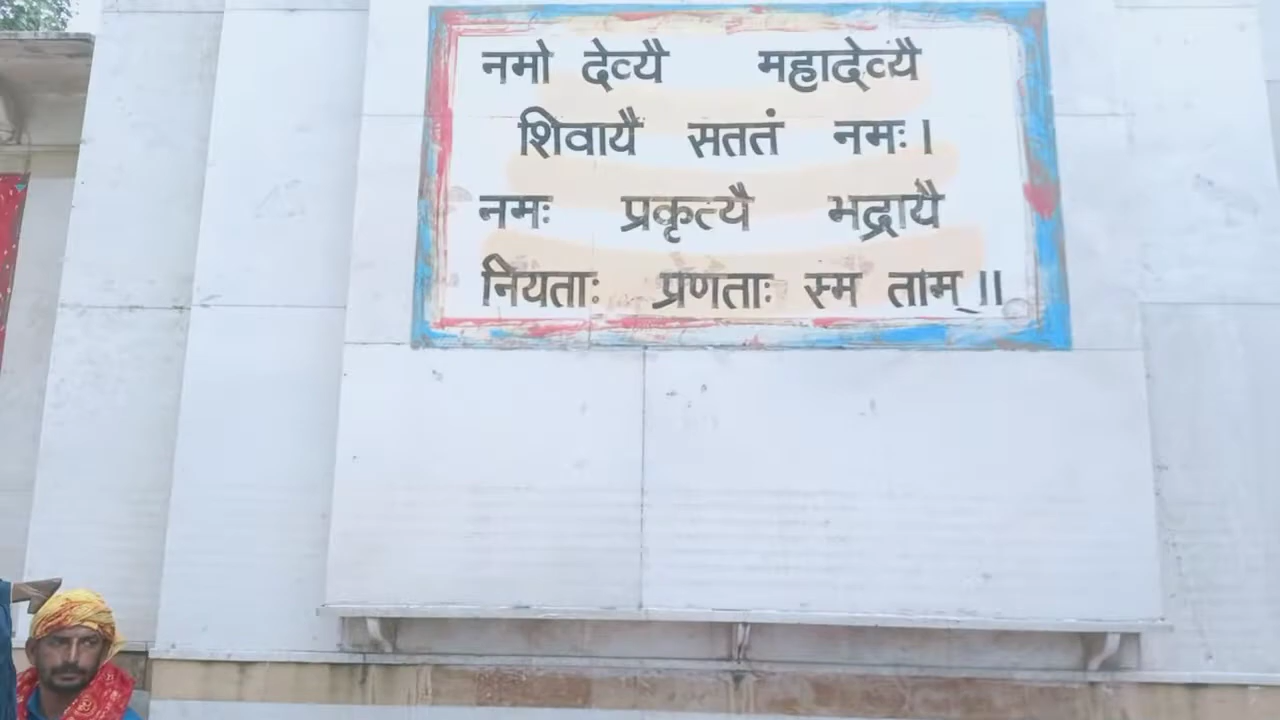 नमो देव्यै महादेव्यै
शिवायै सततं नमः।
नमः प्रकृत्यै भद्रायै
नियताः प्रणताः स्म ताम्॥